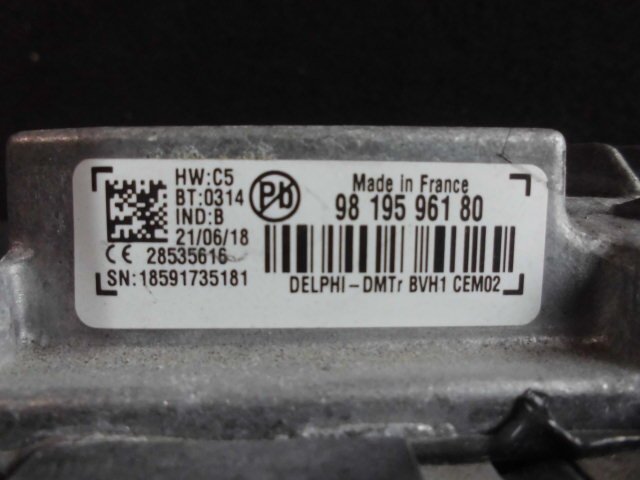 HW:C5
BT:0314
IND:B
21/06/18
CE 28535616
SN:18591735181
Pb
Made in France
98 195 961 80
DELPHI-DMTr BVH1 CEM02